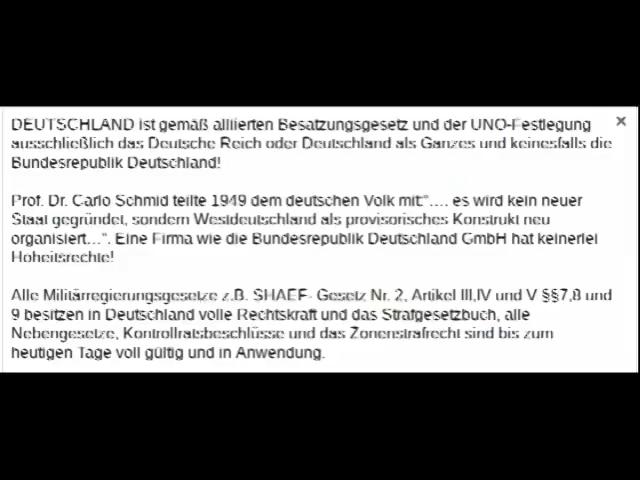 DEUTSCHLAND ist gemäß alliierten Besatzungsgesetz und der UNO-Festlegung
ausschließlich das Deutsche Reich oder Deutschland als Ganzes und keinesfalls die
Bundesrepublik Deutschland!
Prof. Dr. Carlo Schmid teilte 1949 dem deutschen Volk mit:"…. es wird kein neuer
Staat gegründet, sondern Westdeutschland als provisorisches Konstrukt neu
organisiert…". Eine Firma wie die Bundesrepublik Deutschland GmbH hat keinerlei
Hoheitsrechte!
Alle Militärregierungsgesetze z.B. SHAEF- Gesetz Nr. 2, Artikel III,IV und V §§7,8 und
9 besitzen in Deutschland volle Rechtskraft und das Strafgesetzbuch, alle
Nebengesetze, Kontrollratsbeschlüsse und das Zonenstrafrecht sind bis zum
heutigen Tage voll gültig und in Anwendung.